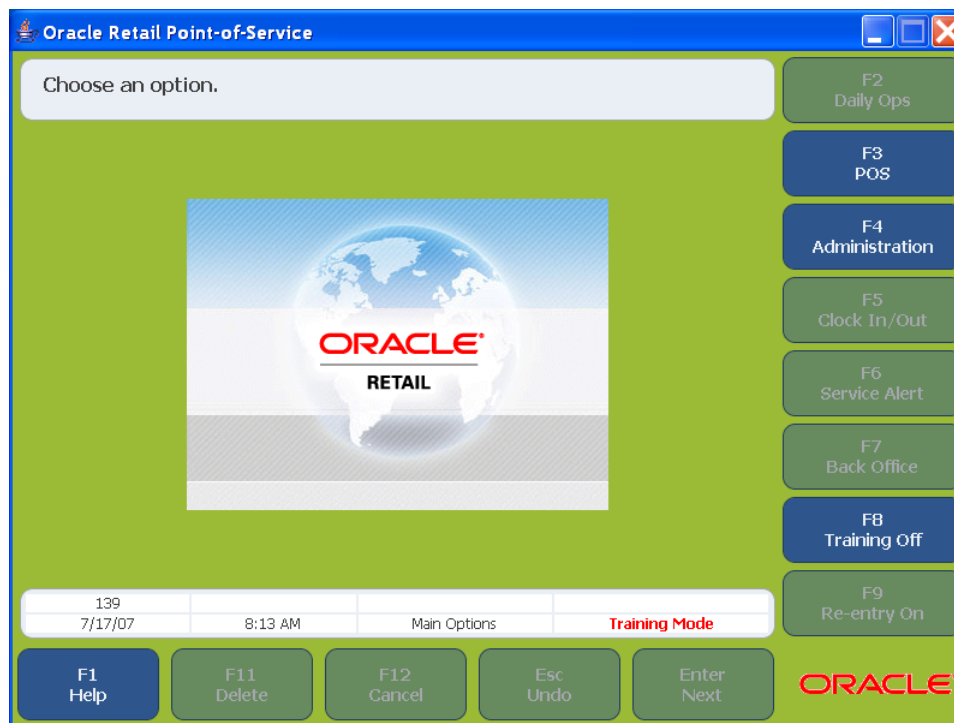 Oracle Retail Point-of-Service
Choose an option.
F2
Daily Ops
F3
POS
F4
Administration
F5
Clock In/Out
F6
Service Alert
F7
Back Office
F8
Training Off
F9
Re-entry On
ORACLE®
RETAIL
139
7/17/07 8:13 AM Main Options Training Mode
F1
Help
F11
Delete
F12
Cancel
Esc
Undo
Enter
Next
ORACLE